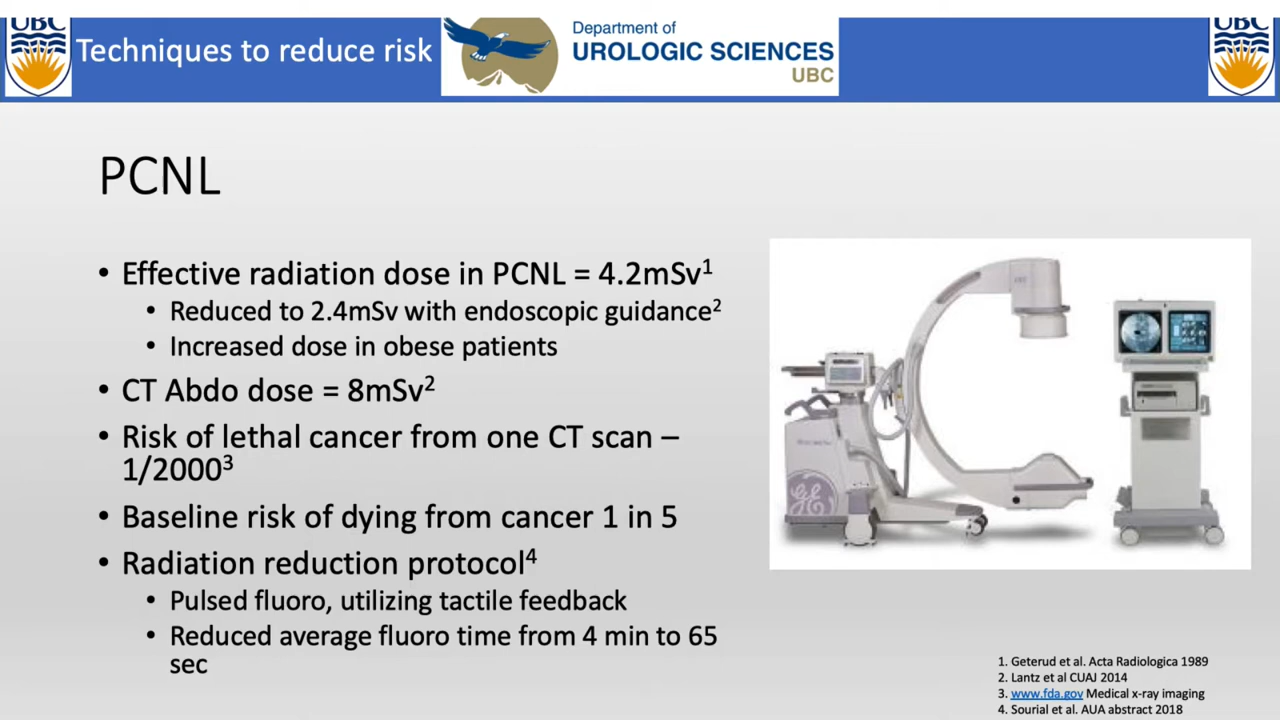 UBC
Techniques to reduce risk
Department of
UROLOGIC SCIENCES
UBC
UBC
PCNL
• Effective radiation dose in PCNL = 4.2mSv1
• Reduced to 2.4mSv with endoscopic guidance2
• Increased dose in obese patients
• CT Abdo dose = 8mSv2
• Risk of lethal cancer from one CT scan –
1/20003
• Baseline risk of dying from cancer 1 in 5
• Radiation reduction protocol4
• Pulsed fluoro, utilizing tactile feedback
• Reduced average fluoro time from 4 min to 65
sec
GE
1. Geterud et al. Acta Radiologica 1989
2. Lantz et al CUAJ 2014
3. www.fda.gov Medical x-ray imaging
4. Sourial et al. AUA abstract 2018